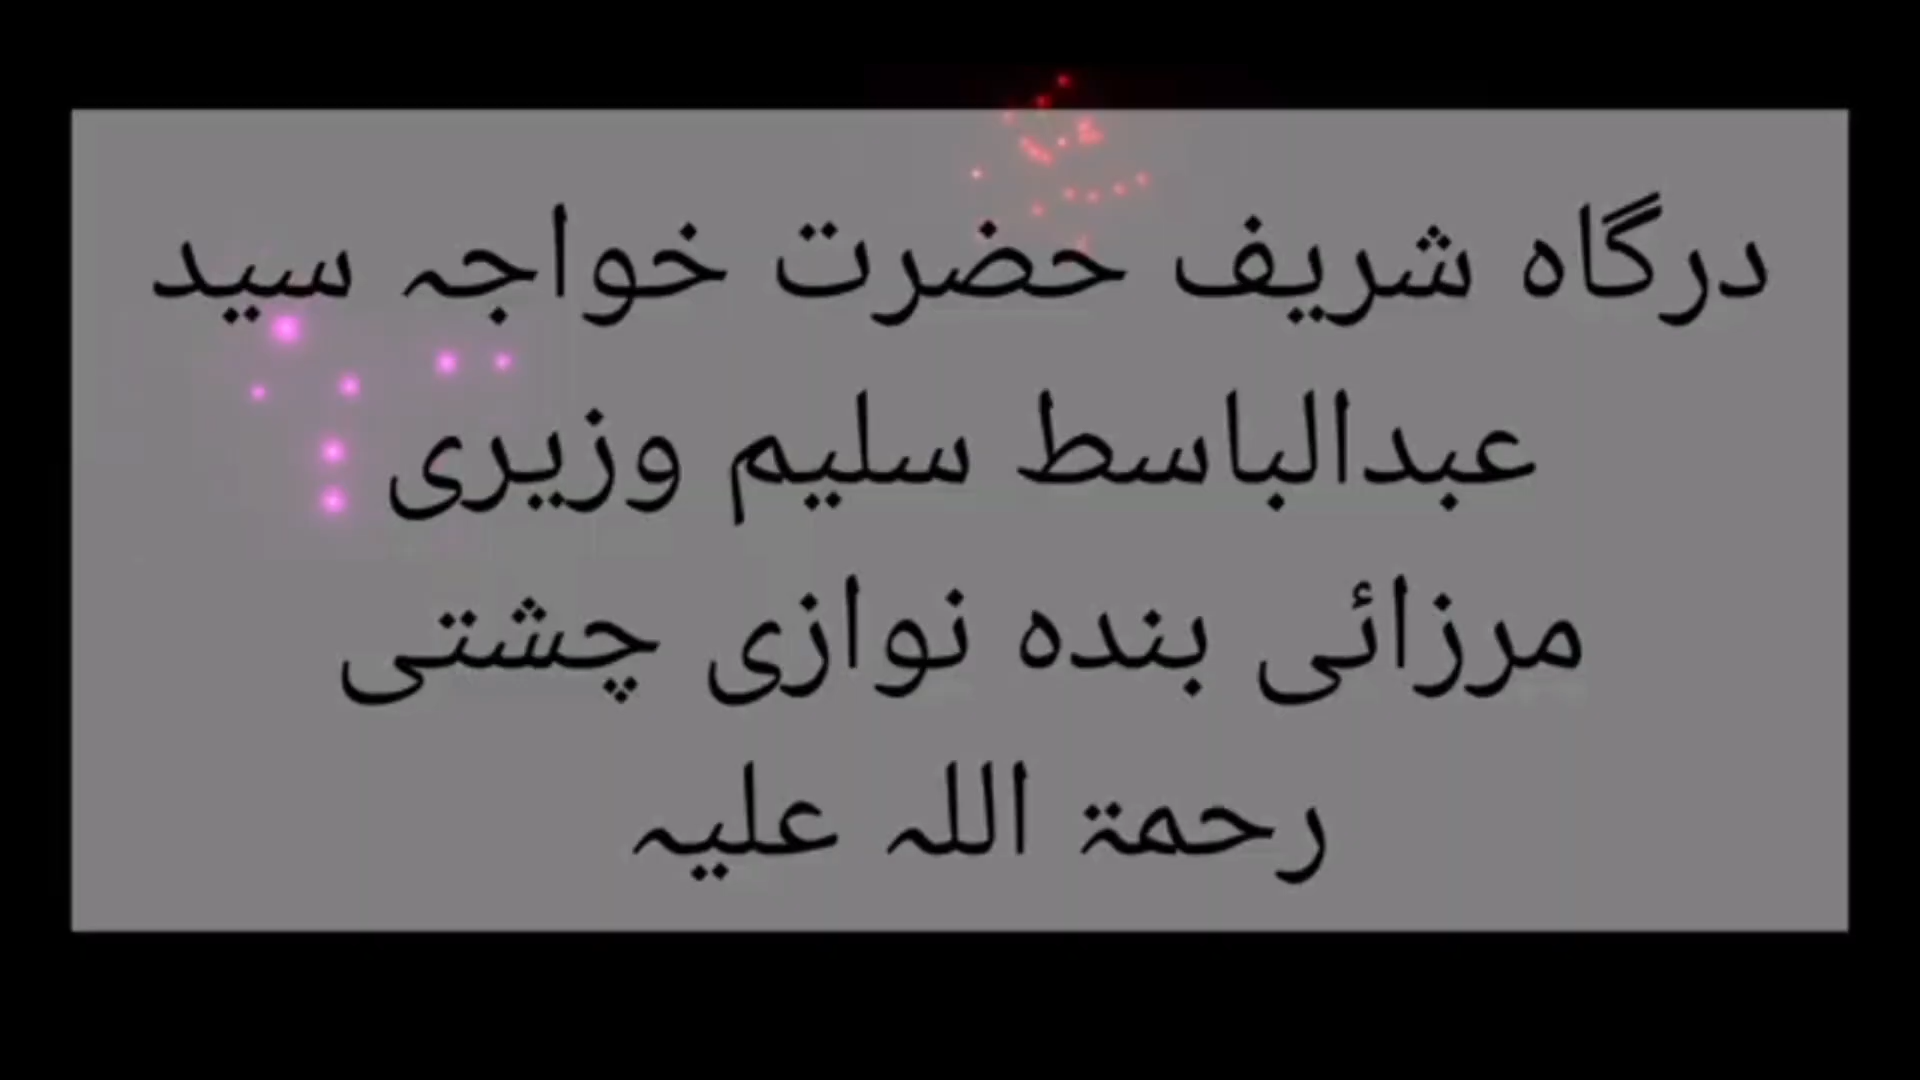 درگاہ شریف حضرت خواجہ سید
عبدالباسط سلیم وزیری
مرزائی بندہ نوازی چشتی
رحمۃ اللہ علیہ